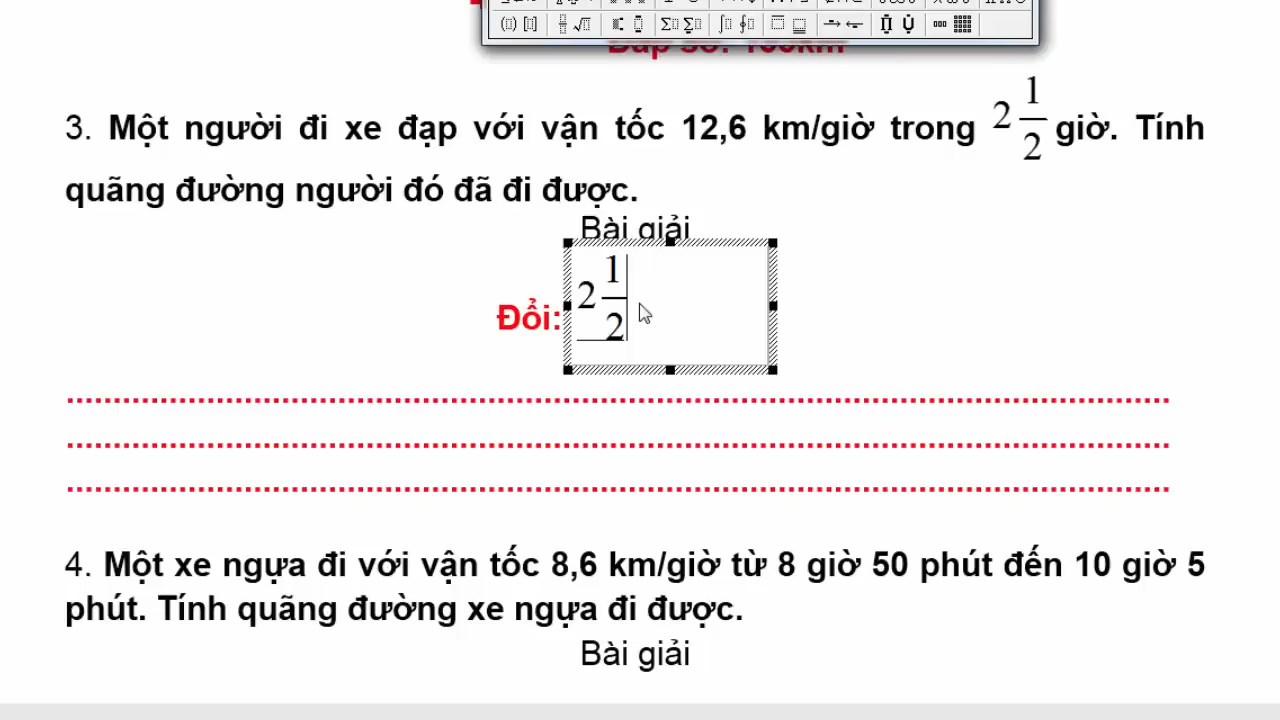 Đáp số: 100km
3. Một người đi xe đạp với vận tốc 12,6 km/giờ trong 2 1/2 giờ. Tính
quãng đường người đó đã đi được.
Bài giải
Đổi: 2 1/2
4. Một xe ngựa đi với vận tốc 8,6 km/giờ từ 8 giờ 50 phút đến 10 giờ 5
phút. Tính quãng đường xe ngựa đi được.
Bài giải